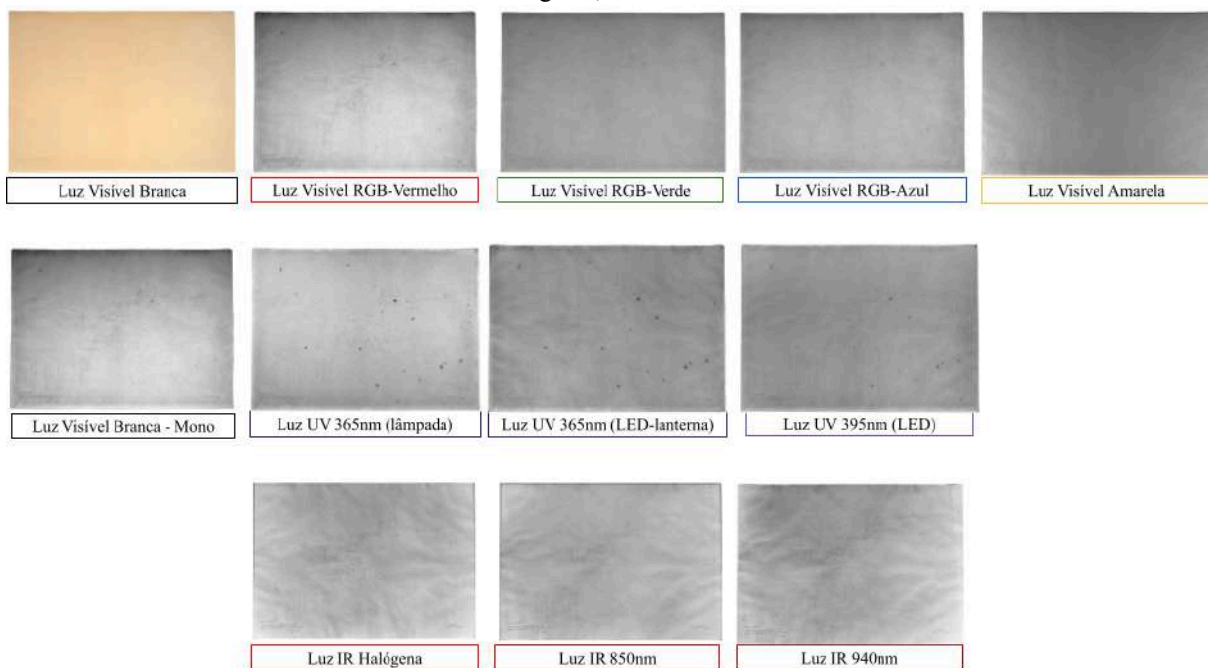 Luz Visível Branca
Luz Visível RGB-Vermelho
Luz Visível RGB-Verde
Luz Visível RGB-Azul
Luz Visível Amarela
Luz Visível Branca - Mono
Luz UV 365nm (lâmpada)
Luz UV 365nm (LED-lanterna)
Luz UV 395nm (LED)
Luz IR Halógena
Luz IR 850nm
Luz IR 940nm